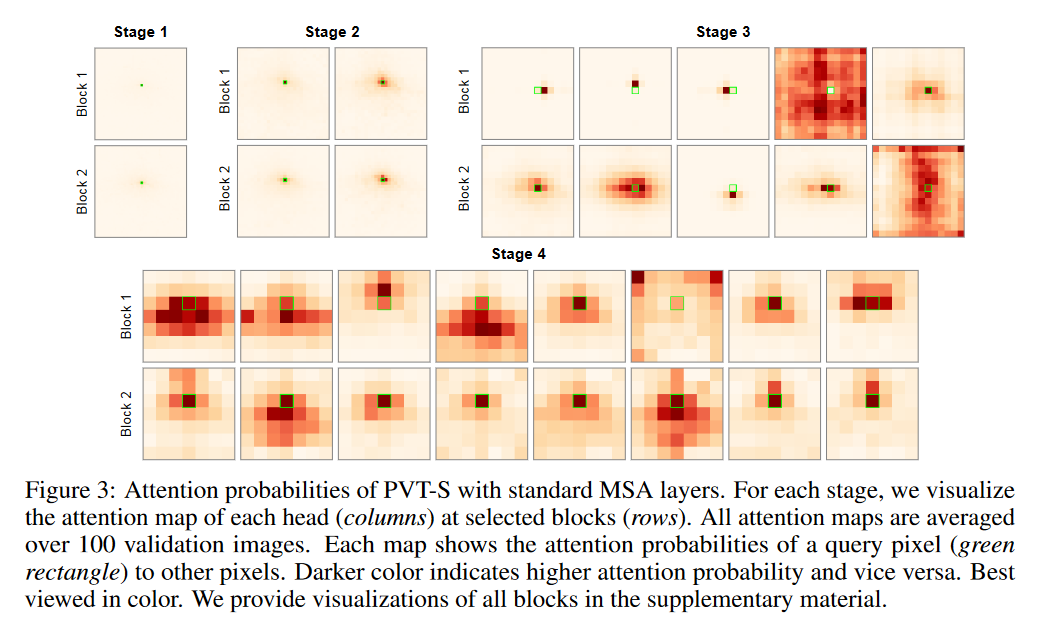 Stage 1
Stage 2
Stage 3
Block 1
Block 1
Block 1
Block 2
Block 2
Block 2
Stage 4
Block 1
Block 2
Figure 3: Attention probabilities of PVT-S with standard MSA layers. For each stage, we visualize
the attention map of each head (columns) at selected blocks (rows). All attention maps are averaged
over 100 validation images. Each map shows the attention probabilities of a query pixel (green
rectangle) to other pixels. Darker color indicates higher attention probability and vice versa. Best
viewed in color. We provide visualizations of all blocks in the supplementary material.